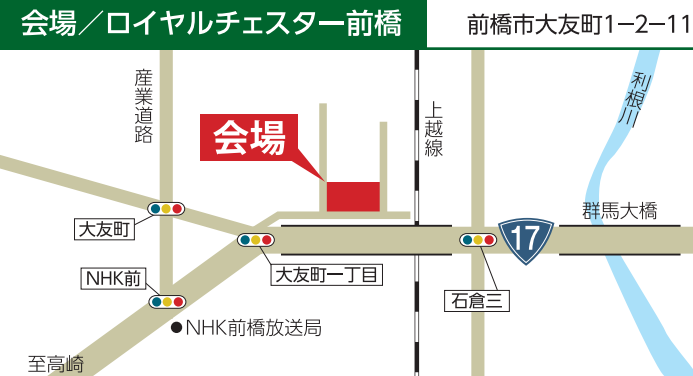 会場／ロイヤルチェスター前橋
前橋市大友町1−2−11
産業道路
会場
上越線
利根川
大友町
群馬大橋
17
大友町一丁目
NHK前
石倉三
●NHK前橋放送局
至高崎